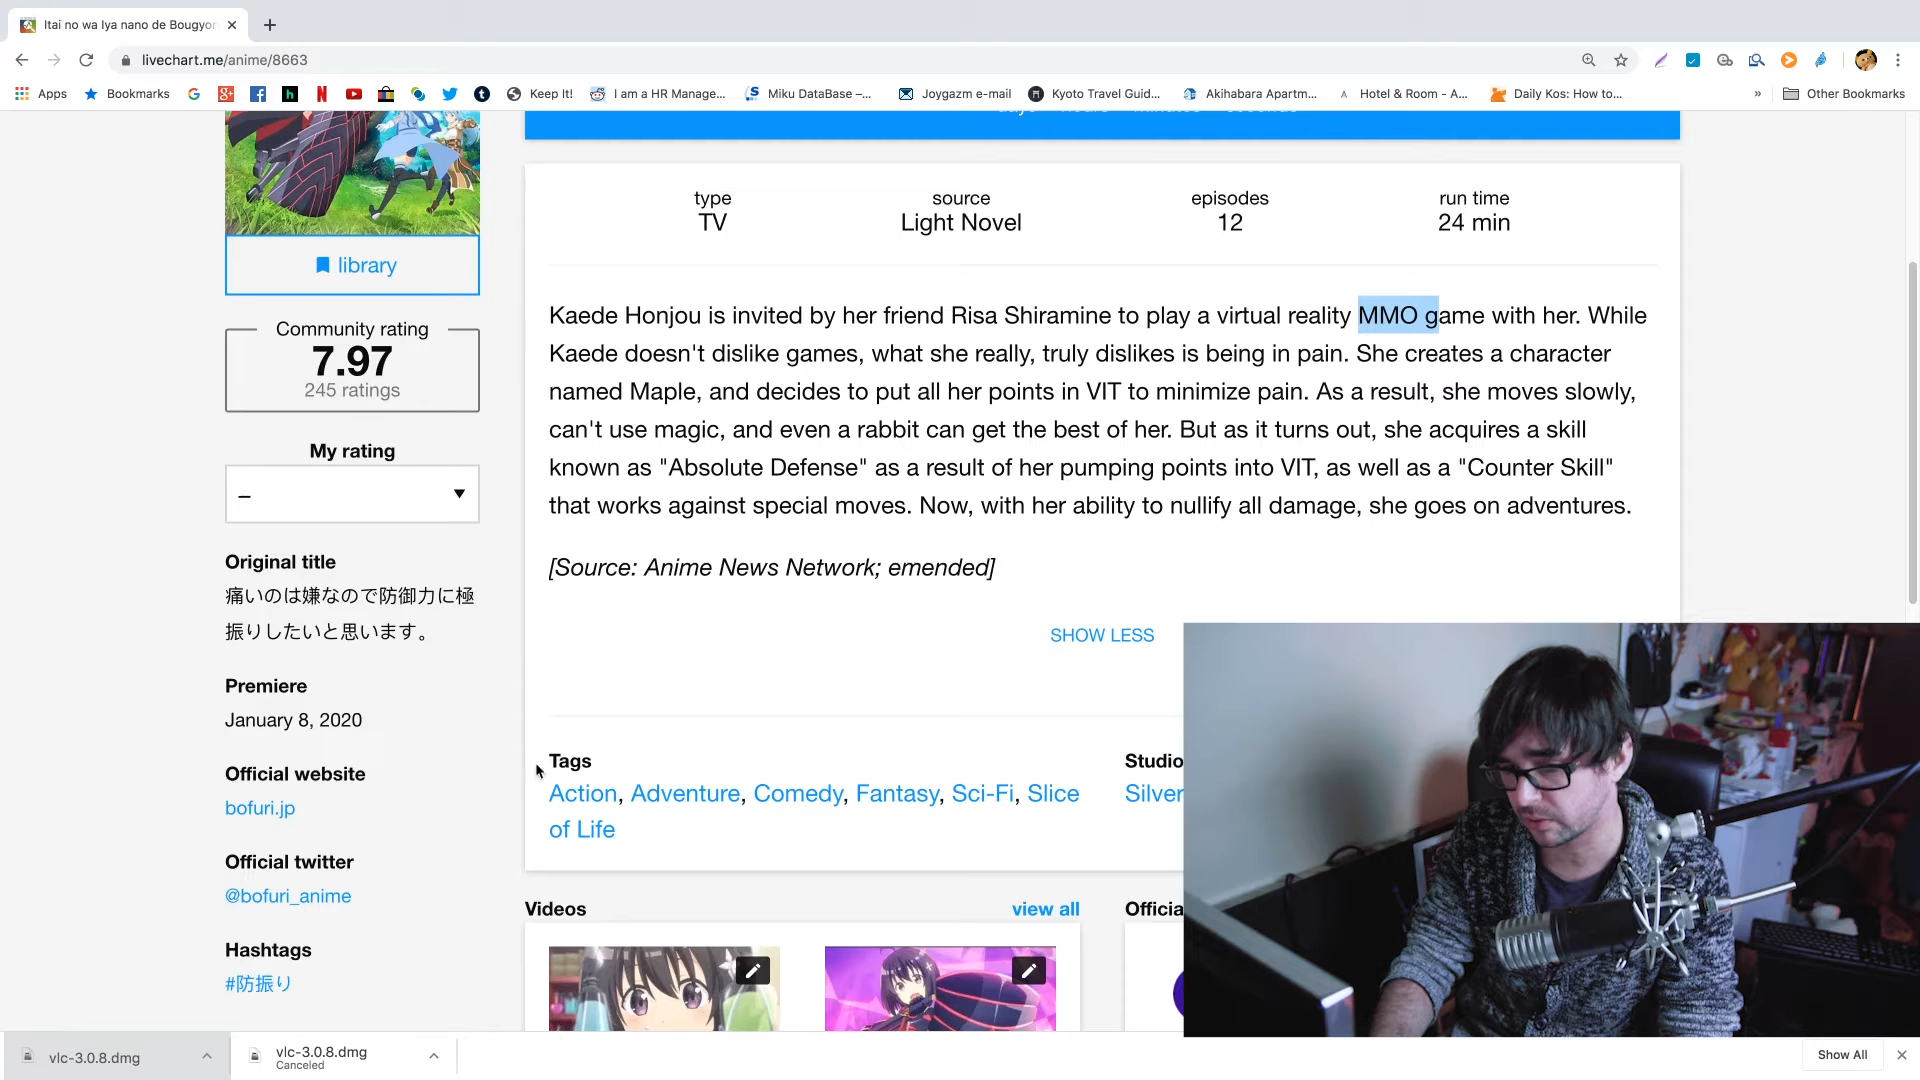 Itai no wa Iya nano de Bougyor
livechart.me/anime/8663
Apps Bookmarks Keep It! I am a HR Manage... Miku DataBase –... Joygazm e-mail Kyoto Travel Guid... Akihabara Apartm... Hotel & Room - A... Daily Kos: How to... » Other Bookmarks
days hours minutes seconds
type source episodes run time
TV Light Novel 12 24 min
library
Community rating
7.97
245 ratings
My rating
–
Kaede Honjou is invited by her friend Risa Shiramine to play a virtual reality MMO game with her. While
Kaede doesn't dislike games, what she really, truly dislikes is being in pain. She creates a character
named Maple, and decides to put all her points in VIT to minimize pain. As a result, she moves slowly,
can't use magic, and even a rabbit can get the best of her. But as it turns out, she acquires a skill
known as "Absolute Defense" as a result of her pumping points into VIT, as well as a "Counter Skill"
that works against special moves. Now, with her ability to nullify all damage, she goes on adventures.
[Source: Anime News Network; emended]
SHOW LESS
Original title
痛いのは嫌なので防御力に極
振りしたいと思います。
Premiere
January 8, 2020
Official website
bofuri.jp
Official twitter
@bofuri_anime
Hashtags
#防振り
Tags
Action, Adventure, Comedy, Fantasy, Sci-Fi, Slice
of Life
Studio
Silver
Videos view all
Officia
vlc-3.0.8.dmg
vlc-3.0.8.dmg
Canceled
Show All